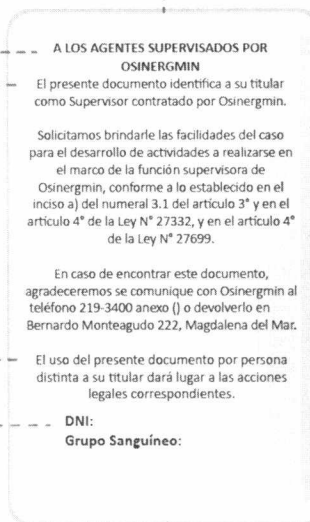 A LOS AGENTES SUPERVISADOS POR
OSINERGMIN
El presente documento identifica a su titular
como Supervisor contratado por Osinergmin.
Solicitamos brindarle las facilidades del caso
para el desarrollo de actividades a realizarse en
el marco de la función supervisora de
Osinergmin, conforme a lo establecido en el
inciso a) del numeral 3.1 del artículo 3° y en el
artículo 4° de la Ley N° 27332, y en el artículo 4°
de la Ley N° 27699.
En caso de encontrar este documento,
agradeceremos se comunique con Osinergmin al
teléfono 219-3400 anexo () o devolverlo en
Bernardo Monteagudo 222, Magdalena del Mar.
El uso del presente documento por persona
distinta a su titular dará lugar a las acciones
legales correspondientes.
DNI:
Grupo Sanguíneo: